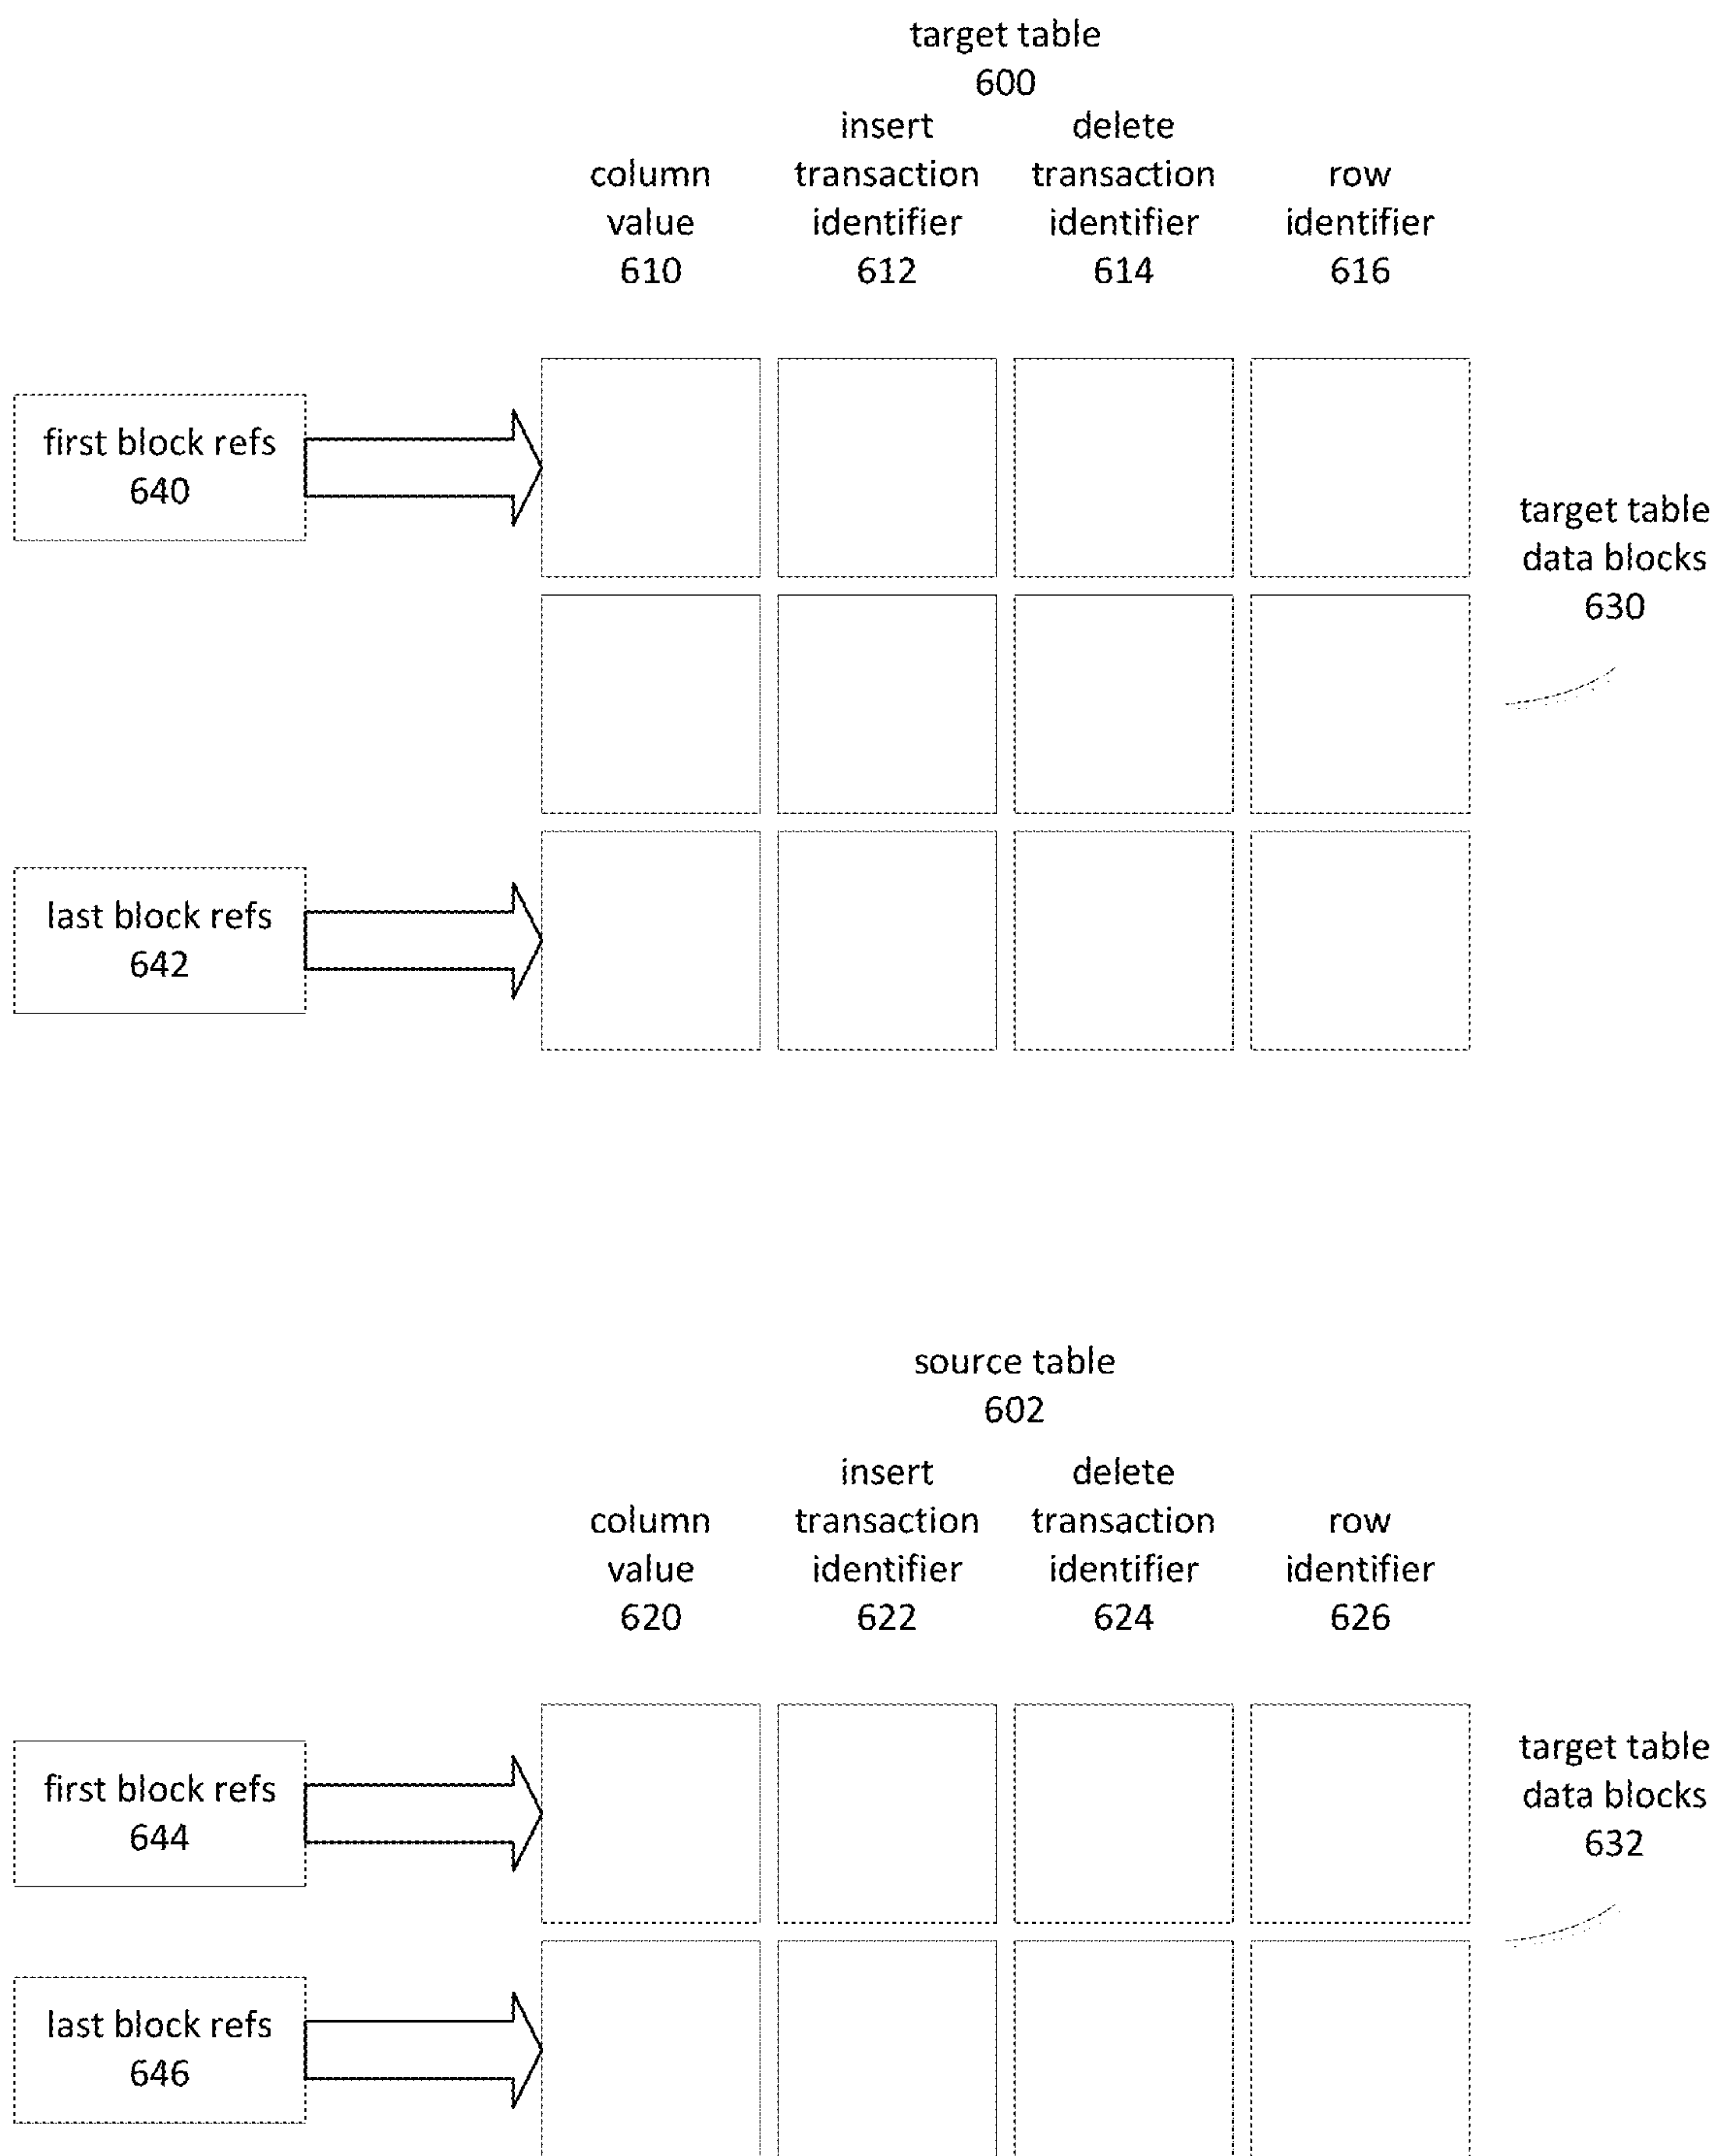 target table
600
column
value
610
insert
transaction
identifier
612
delete
transaction
identifier
614
row
identifier
616
first block refs
640
target table
data blocks
630
last block refs
642
source table
602
column
value
620
insert
transaction
identifier
622
delete
transaction
identifier
624
row
identifier
626
first block refs
644
target table
data blocks
632
last block refs
646